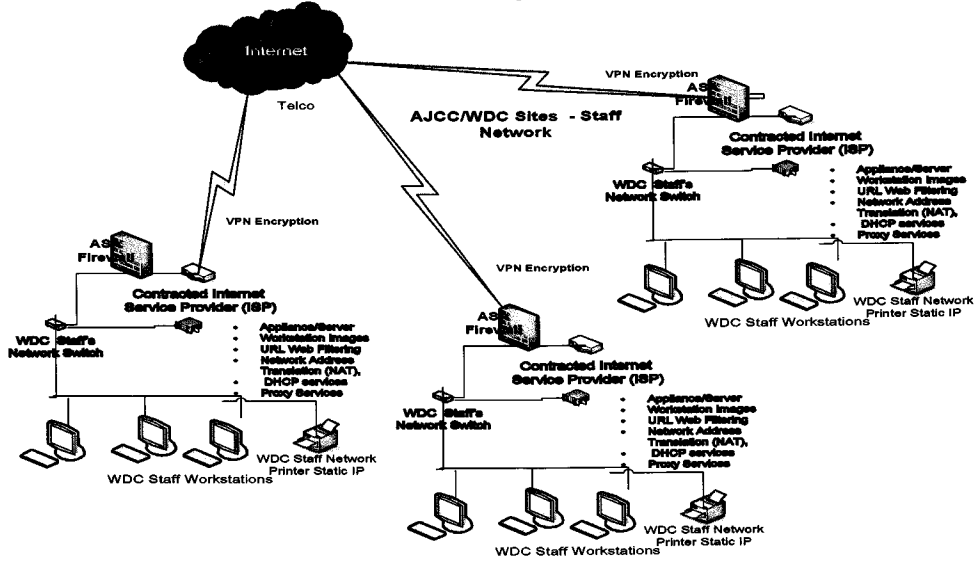 Internet
Telco
AJCC/WDC Sites - Staff
Network
VPN Encryption
Firewall
Contracted Internet
Service Provider (ISP)
WDC Staff's
Network Switch
• Appliance/Server
• Workstation Images
• URL Web Filtering
• Network Address
Translation (NAT),
• DHCP services
• Proxy Services
WDC Staff Workstations
WDC Staff Network
Printer Static IP
VPN Encryption
Firewall
Contracted Internet
Service Provider (ISP)
WDC Staff's
Network Switch
• Appliance/Server
• Workstation Images
• URL Web Filtering
• Network Address
Translation (NAT),
• DHCP services
• Proxy Services
WDC Staff Workstations
WDC Staff Network
Printer Static IP
VPN Encryption
Firewall
Contracted Internet
Service Provider (ISP)
WDC Staff's
Network Switch
• Appliance/Server
• Workstation Images
• URL Web Filtering
• Network Address
Translation (NAT),
• DHCP services
• Proxy Services
WDC Staff Workstations
WDC Staff Network
Printer Static IP